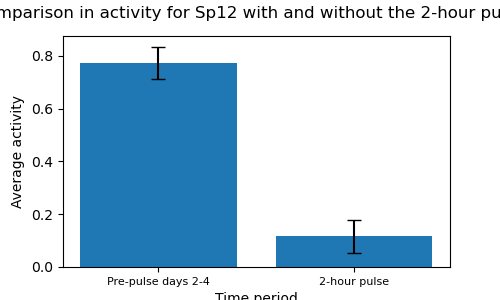 mparison in activity for Sp12 with and without the 2-hour pu
Average activity
0.8
0.6
0.4
0.2
0.0
Pre-pulse days 2-4
2-hour pulse
Time period